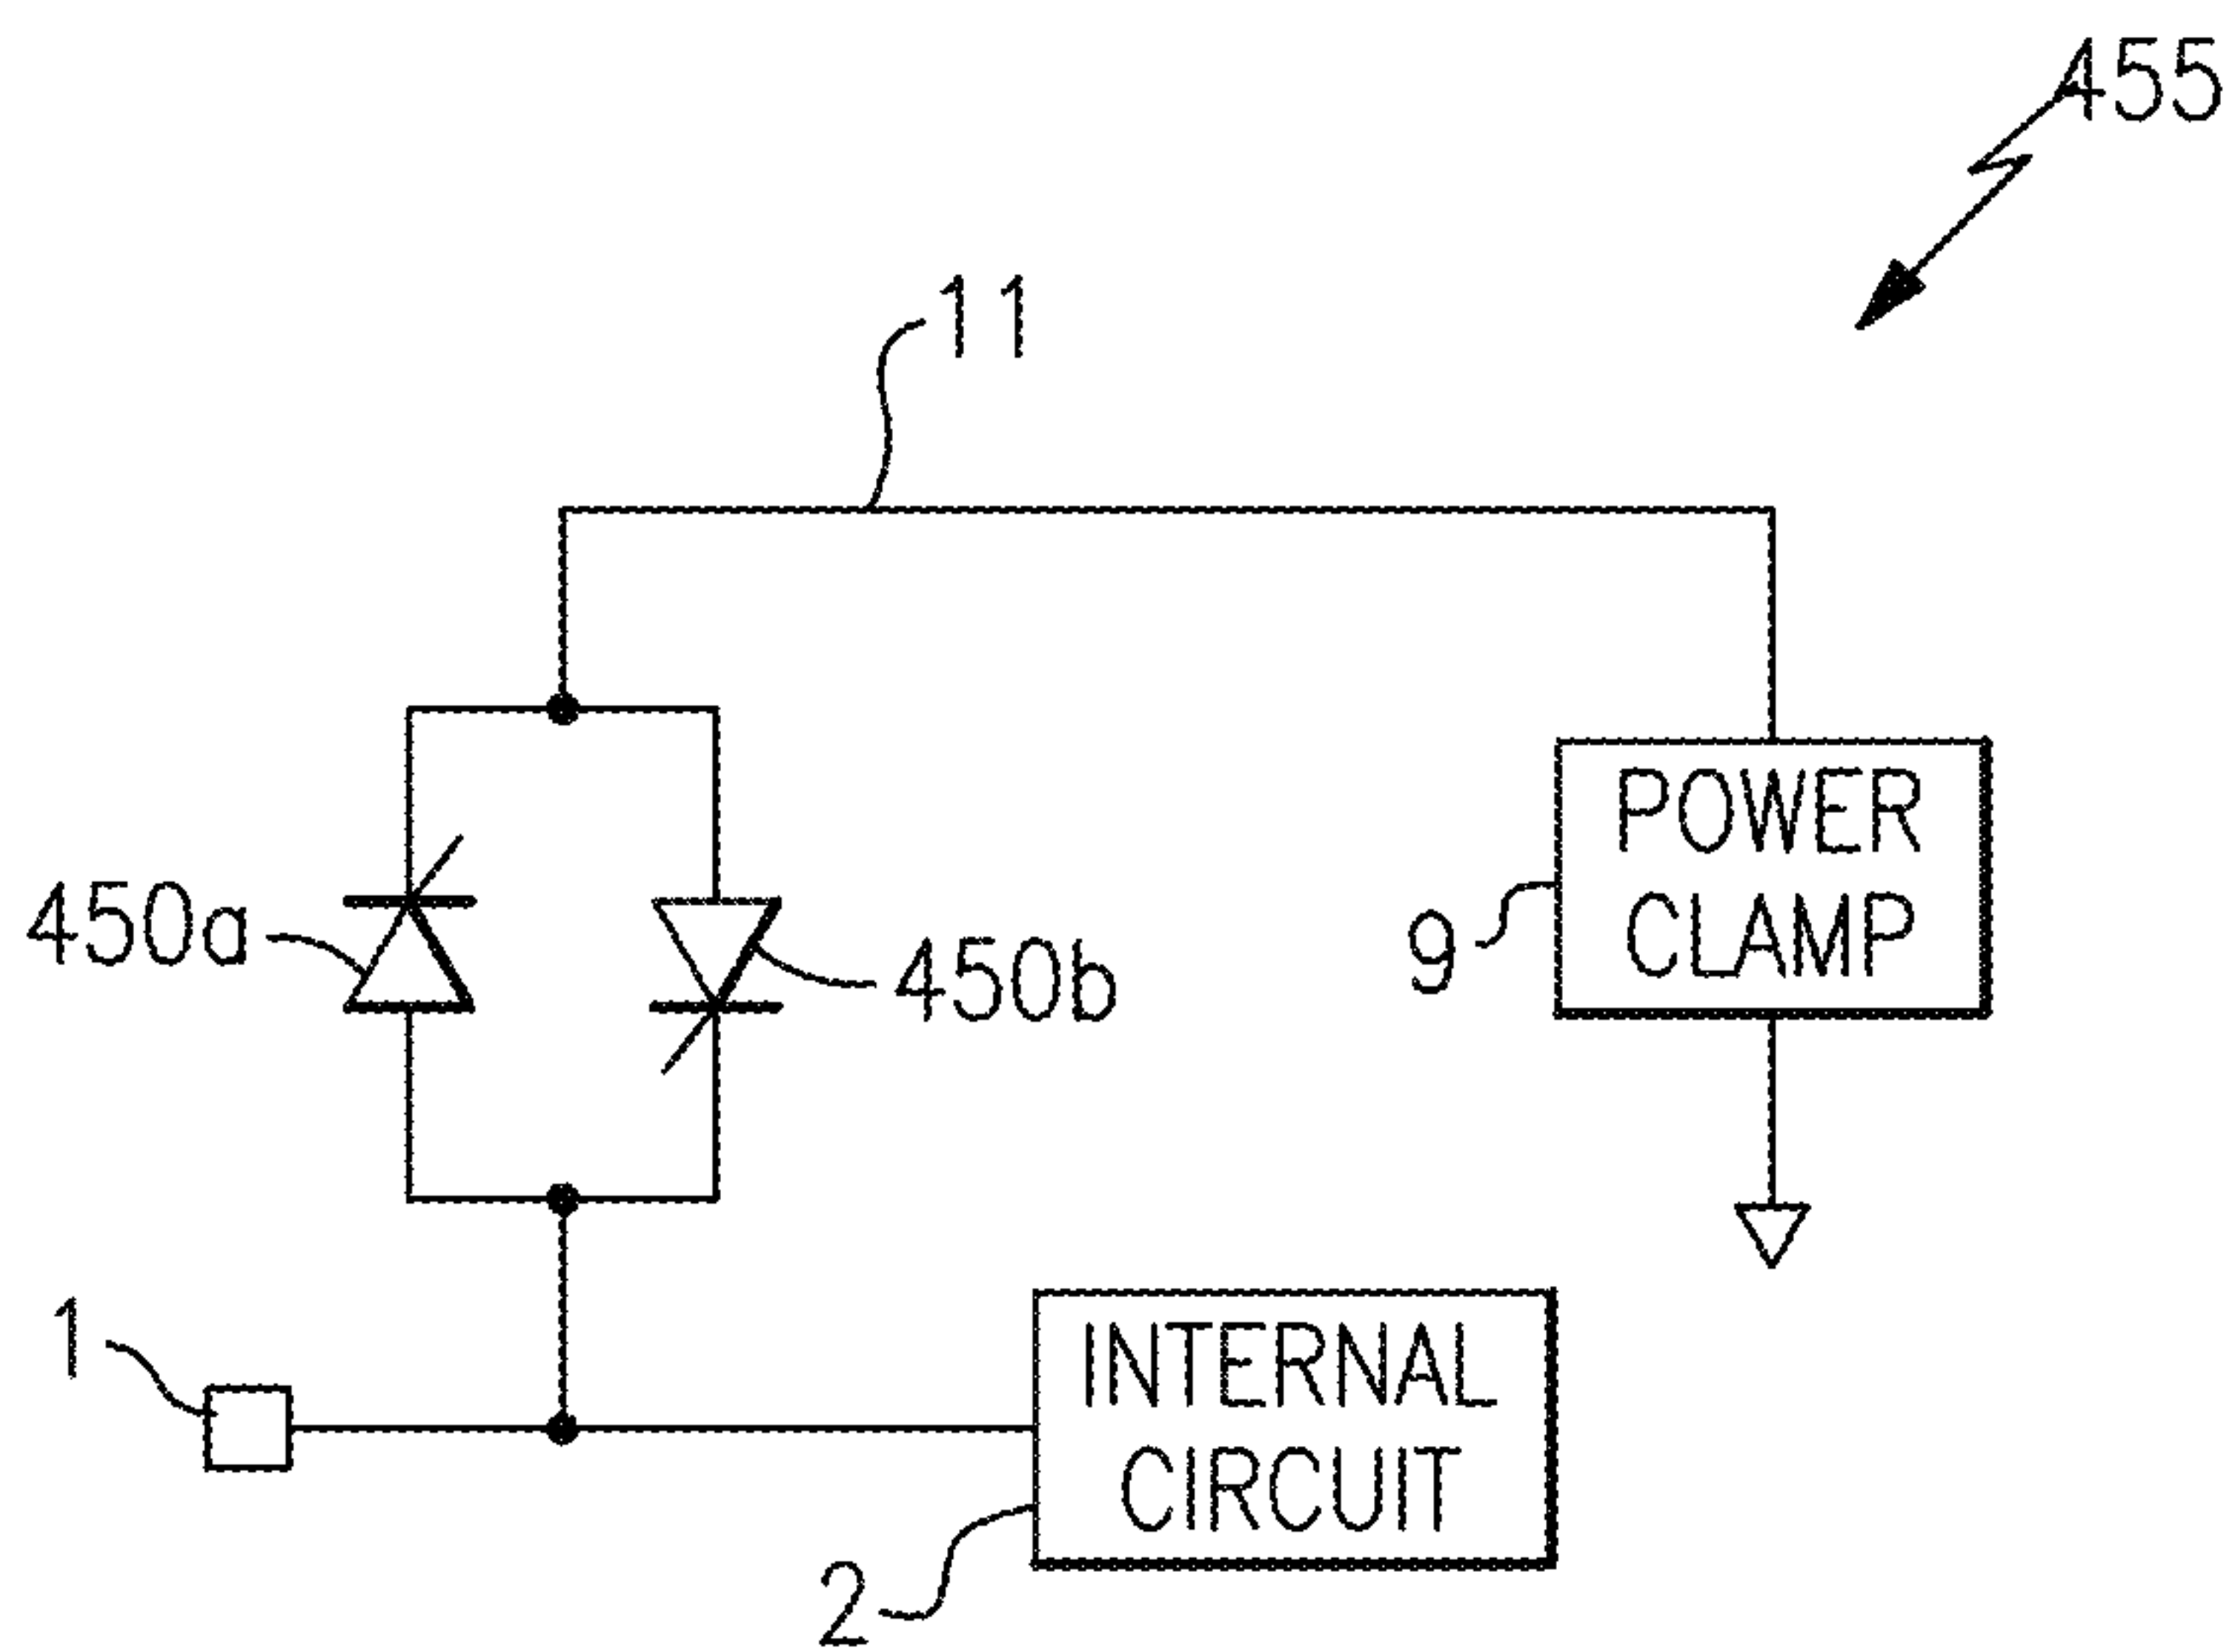 455
11
POWER
CLAMP
450a
450b
9
1
INTERNAL
CIRCUIT
2